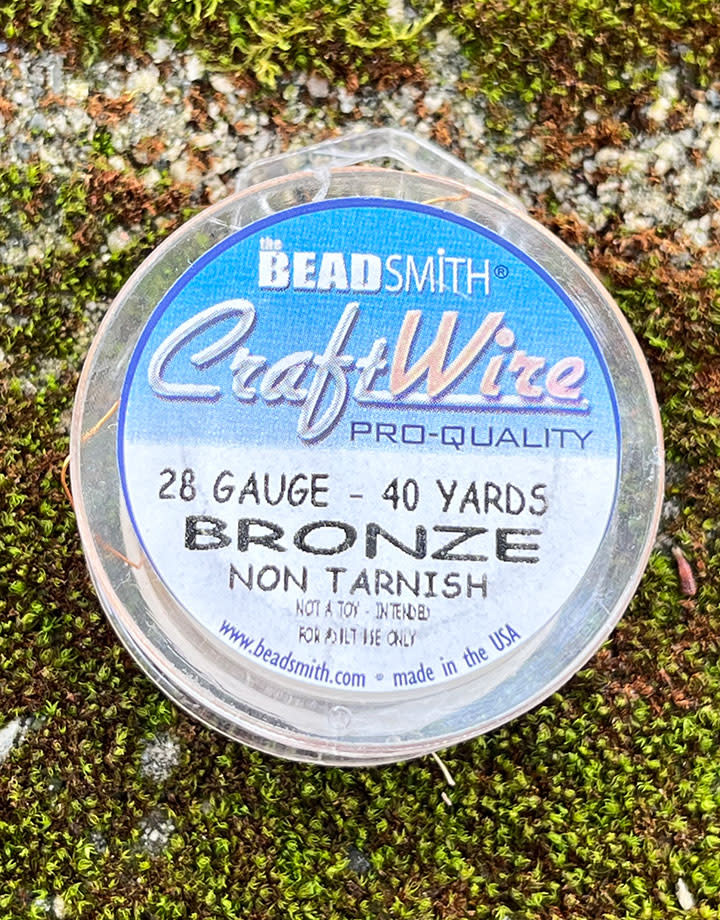 the
BEADSMiTH®
CraftWire
PRO-QUALITY
28 GAUGE - 40 YARDS
BRONZE
NON TARNISH
NOT A TOY - INTENDED
FOR ADULT USE ONLY
www.beadsmith.com • made in the USA